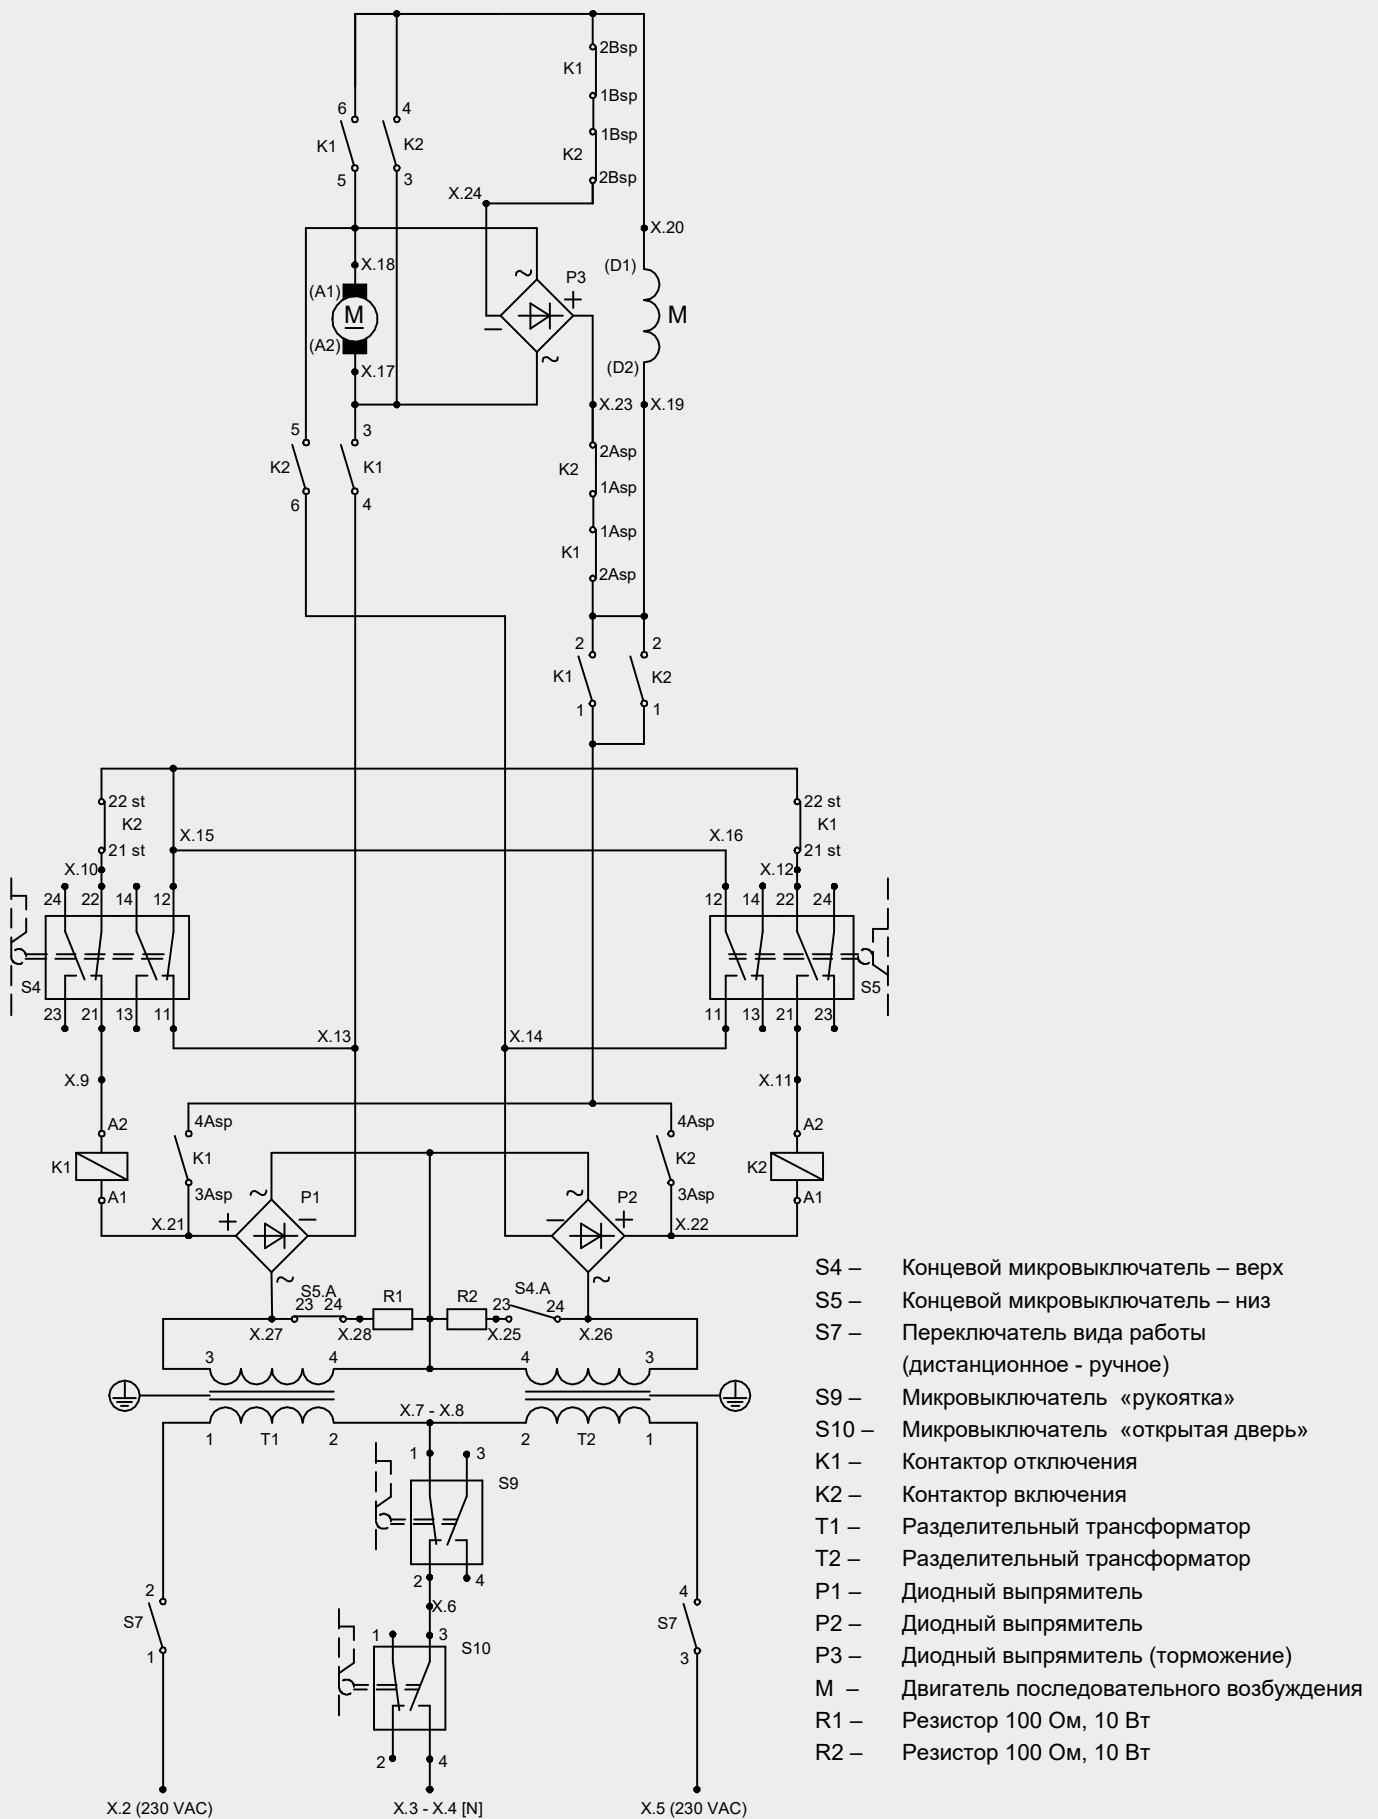 2Bsp
K1
1Bsp
6
4
K1
K2
1Bsp
K2
5
3
2Bsp
X.24
X.20
X.18
~
P3
(D1)
(A1)
+
M
M
–
(A2)
~
(D2)
X.17
X.23
X.19
5
3
2Asp
K2
K1
K2
1Asp
6
4
1Asp
K1
2Asp
2
2
K1
K2
1
1
22 st
22 st
K2
K1
X.15
X.16
21 st
21 st
X.10
X.12
24
22
14
12
12
14
22
24
S4
S5
23
21
13
11
11
13
21
23
X.13
X.14
X.9
X.11
A2
4Asp
4Asp
A2
K1
K1
K2
K2
A1
3Asp
~
P1
~
P2
3Asp
A1
X.21
+
–
–
+
X.22
~
~
S5.A
R1
R2
S4.A
23
24
23
24
X.27
X.28
X.25
X.26
3
4
4
3
X.7 - X.8
1
T1
2
2
T2
1
1
3
S9
2
4
2
X.6
4
S7
1
3
S10
S7
1
3
2
4
X.2 (230 VAC)
X.3 - X.4 [N]
X.5 (230 VAC)
S4 – Концевой микровыключатель – верх
S5 – Концевой микровыключатель – низ
S7 – Переключатель вида работы
(дистанционное - ручное)
S9 – Микровыключатель «рукоятка»
S10 – Микровыключатель «открытая дверь»
K1 – Контактор отключения
K2 – Контактор включения
T1 – Разделительный трансформатор
T2 – Разделительный трансформатор
P1 – Диодный выпрямитель
P2 – Диодный выпрямитель
P3 – Диодный выпрямитель (торможение)
M – Двигатель последовательного возбуждения
R1 – Резистор 100 Ом, 10 Вт
R2 – Резистор 100 Ом, 10 Вт